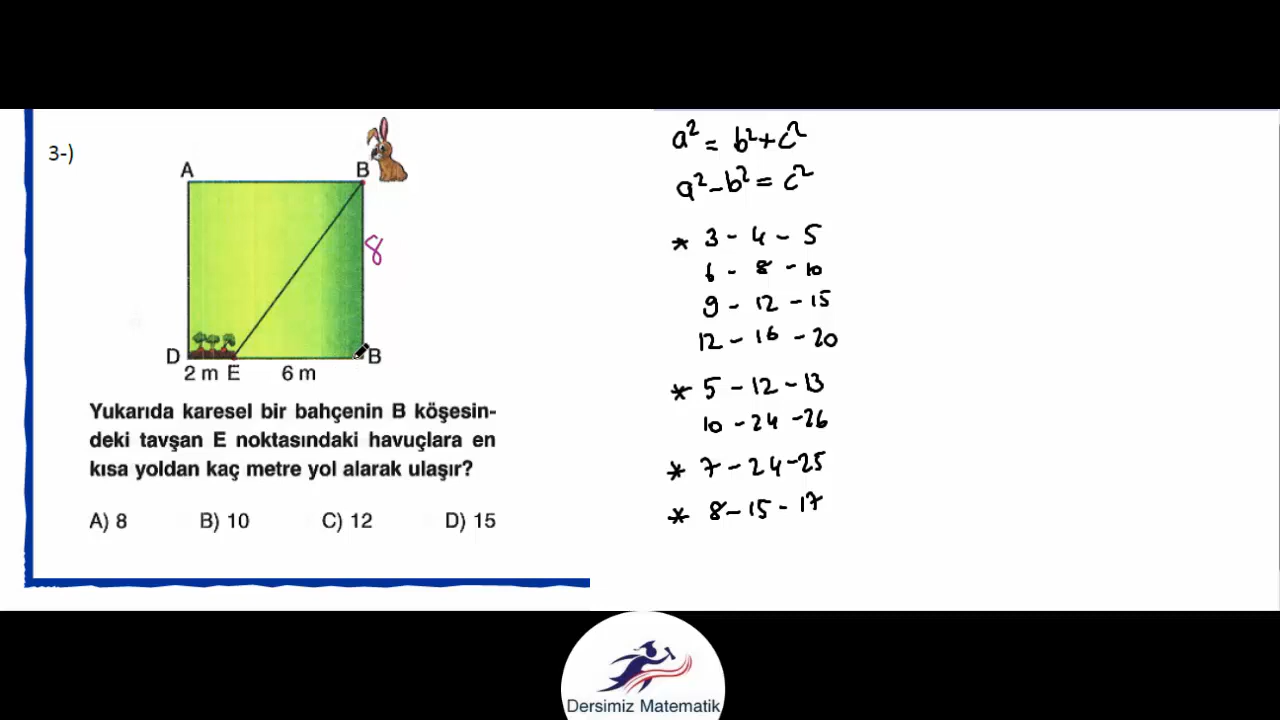 3-)
A
B
8
D
2 m E
6 m
B
Yukarıda karesel bir bahçenin B köşesin-
deki tavşan E noktasındaki havuçlara en
kısa yoldan kaç metre yol alarak ulaşır?
A) 8
B) 10
C) 12
D) 15
a² = b² + c²
a² - b² = c²
* 3 - 4 - 5
6 - 8 - 10
9 - 12 - 15
12 - 16 - 20
* 5 - 12 - 13
10 - 24 - 26
* 7 - 24 - 25
* 8 - 15 - 17
Dersimiz Matematik